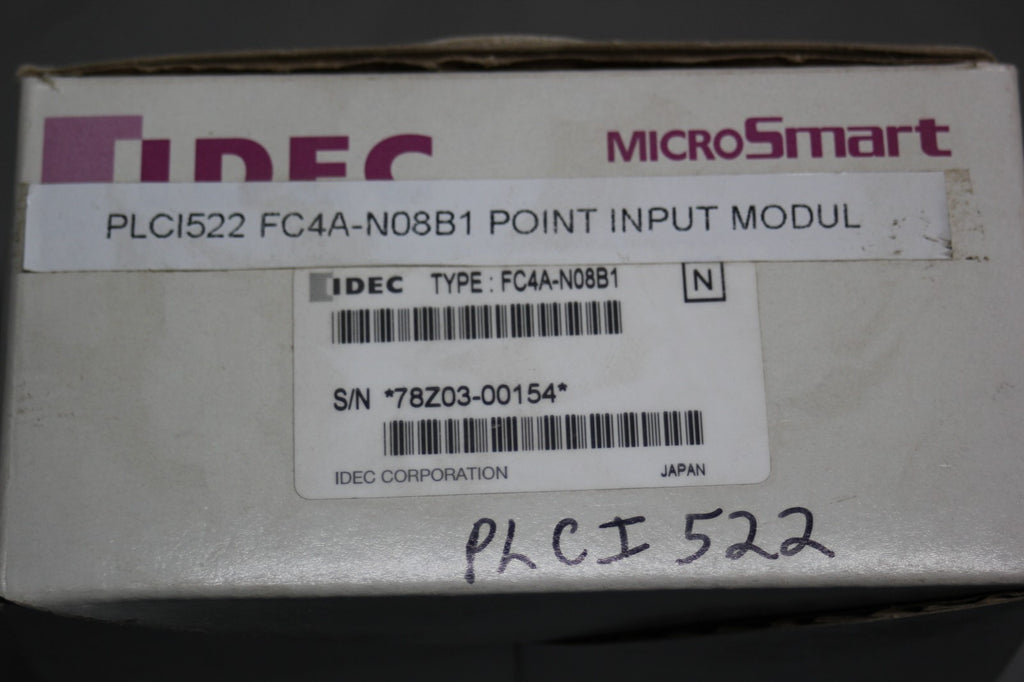 IDEC
MICROSmart
PLCI522 FC4A-N08B1 POINT INPUT MODUL
IDEC TYPE : FC4A-N08B1 N
S/N *78Z03-00154*
IDEC CORPORATION JAPAN
PLCI 522